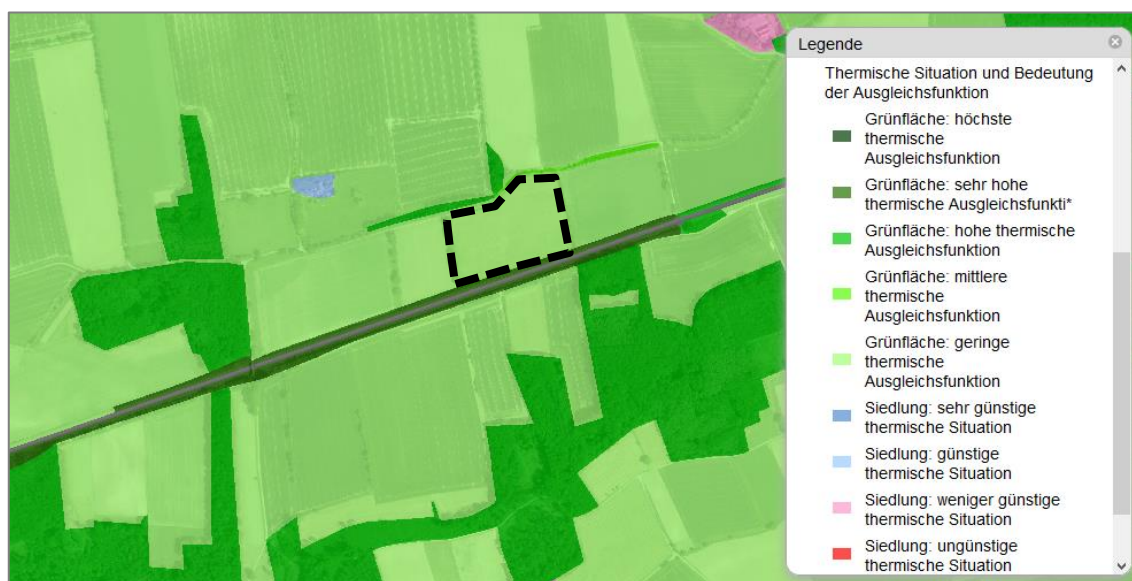 Legende
Thermische Situation und Bedeutung
der Ausgleichsfunktion
Grünfläche: höchste
thermische
Ausgleichsfunktion
Grünfläche: sehr hohe
thermische Ausgleichsfunkti*
Grünfläche: hohe thermische
Ausgleichsfunktion
Grünfläche: mittlere
thermische
Ausgleichsfunktion
Grünfläche: geringe
thermische
Ausgleichsfunktion
Siedlung: sehr günstige
thermische Situation
Siedlung: günstige
thermische Situation
Siedlung: weniger günstige
thermische Situation
Siedlung: ungünstige
thermische Situation